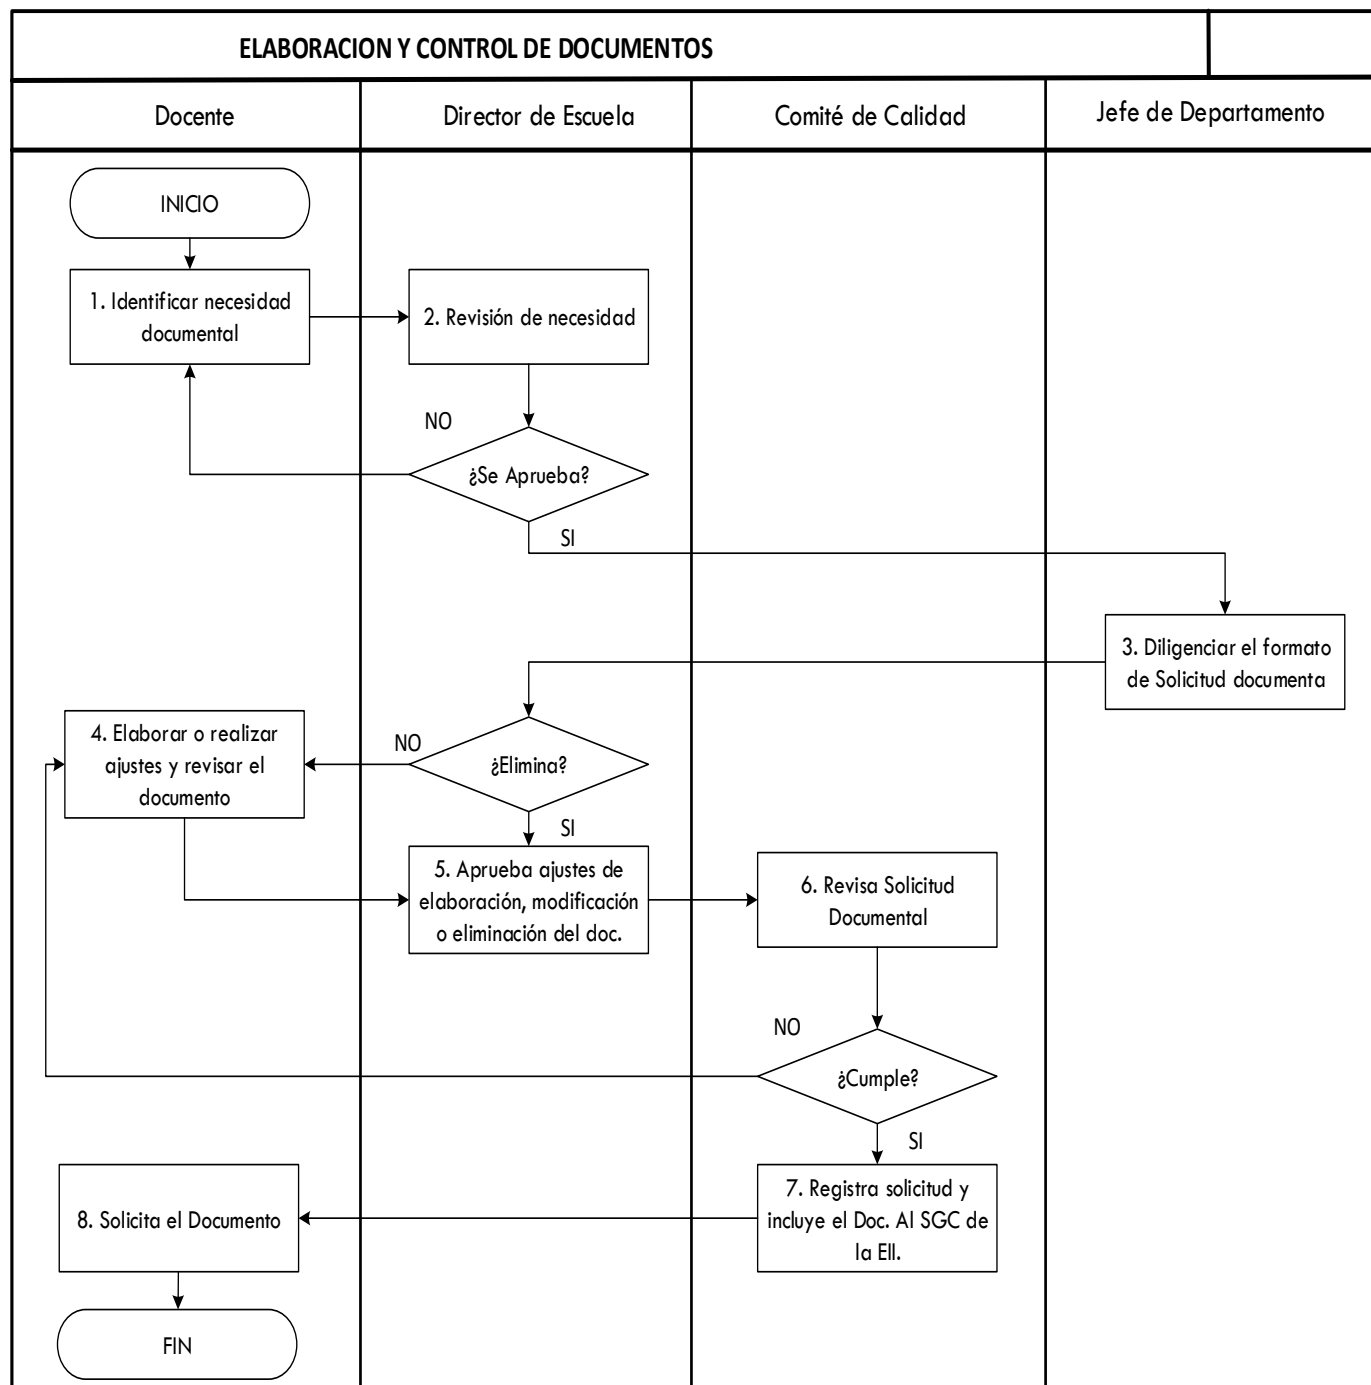 ELABORACION Y CONTROL DE DOCUMENTOS
Docente
Director de Escuela
Comité de Calidad
Jefe de Departamento
INICIO
1. Identificar necesidad
documental
2. Revisión de necesidad
NO
¿Se Aprueba?
SI
3. Diligenciar el formato
de Solicitud documenta
4. Elaborar o realizar
ajustes y revisar el
documento
NO
¿Elimina?
SI
5. Aprueba ajustes de
elaboración, modificación
o eliminación del doc.
6. Revisa Solicitud
Documental
NO
¿Cumple?
SI
7. Registra solicitud y
incluye el Doc. Al SGC de
la EII.
8. Solicita el Documento
FIN